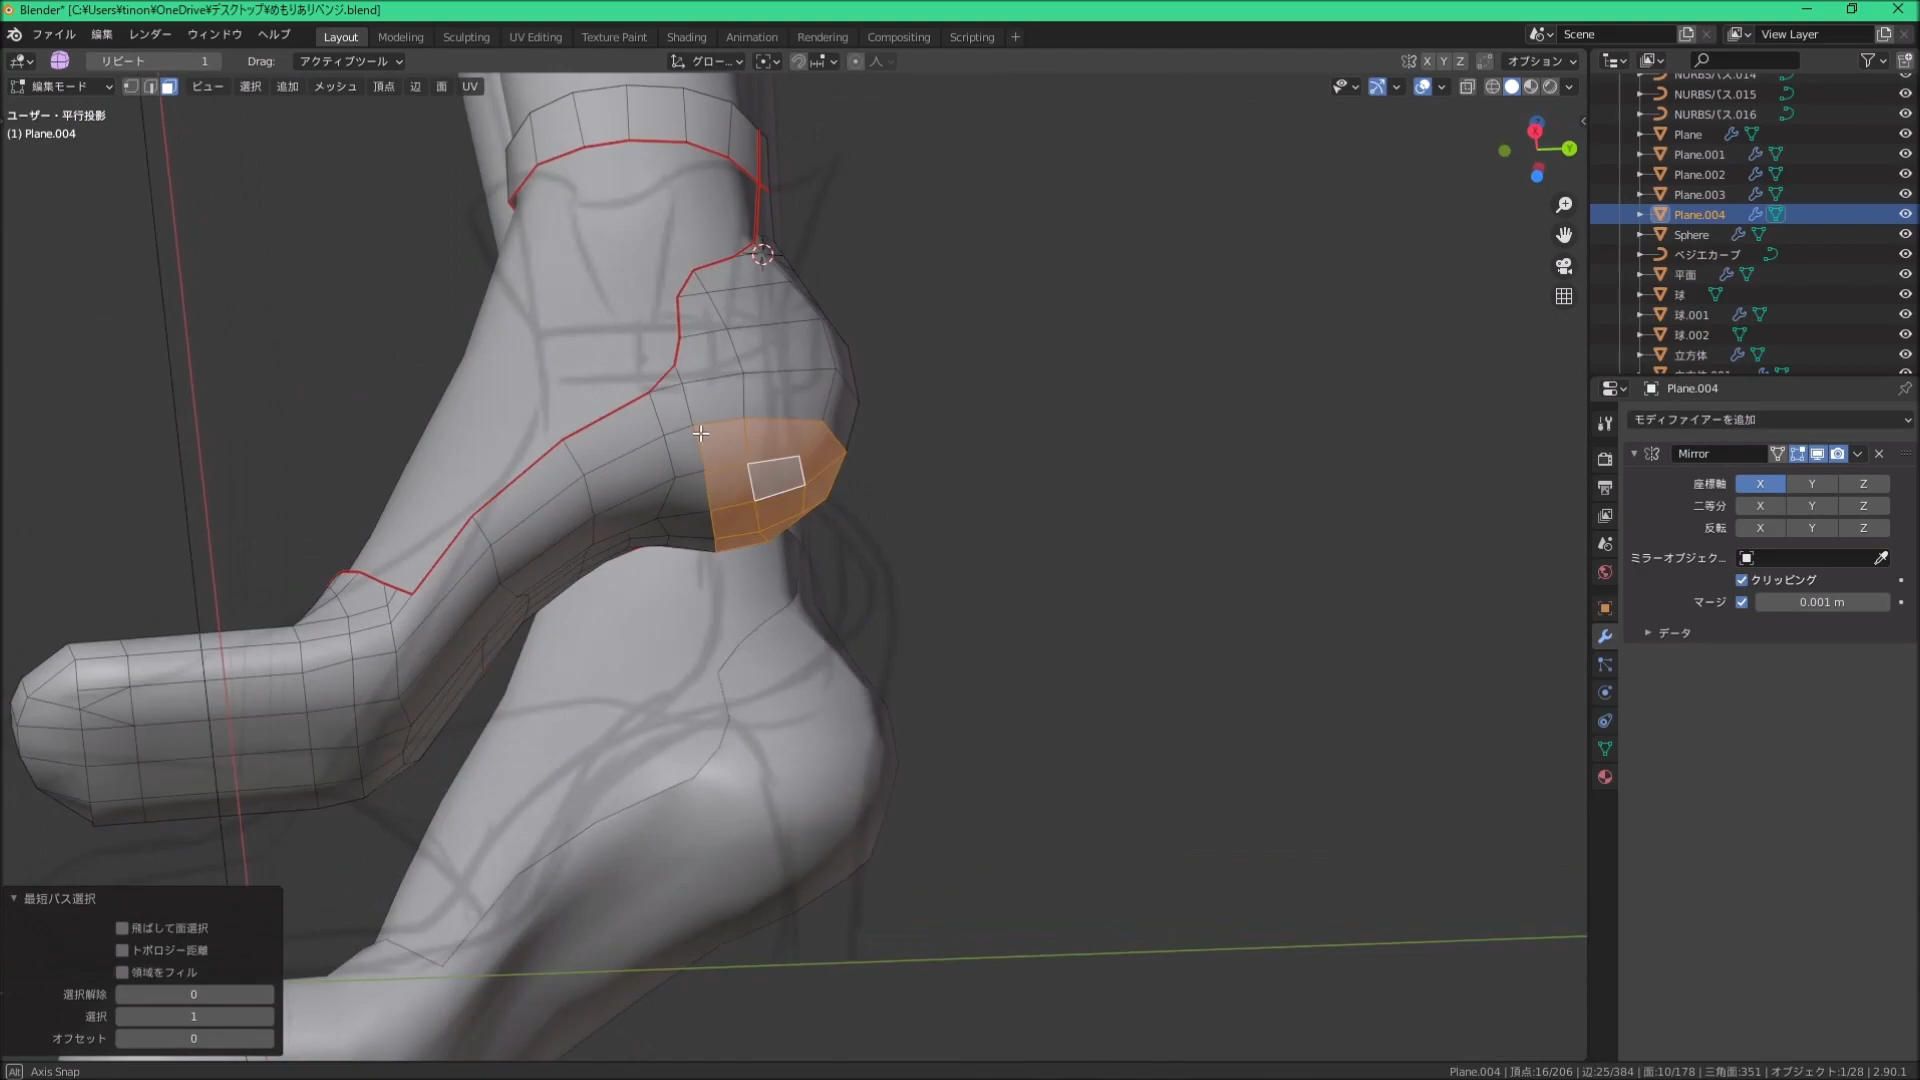 Blender* [C:¥Users¥tinon¥OneDrive¥デスクトップ¥めもりありベンジ.blend]
ファイル 編集 レンダー ウィンドウ ヘルプ Layout Modeling Sculpting UV Editing Texture Paint Shading Animation Rendering Compositing Scripting + Scene View Layer
リピート 1 Drag: アクティブツール グロー... X Y Z オプション
編集モード ビュー 選択 追加 メッシュ 頂点 辺 面 UV
ユーザー・平行投影
(1) Plane.004
NURBSパス.014
NURBSパス.015
NURBSパス.016
Plane
Plane.001
Plane.002
Plane.003
Plane.004
Sphere
ベジエカーブ
平面
球
球.001
球.002
立方体
Plane.004
モディファイアーを追加
Mirror
座標軸 X Y Z
二等分 X Y Z
反転 X Y Z
ミラーオブジェク...
クリッピング
マージ 0.001 m
データ
最短パス選択
飛ばして面選択
トポロジー距離
領域をフィル
選択解除 0
選択 1
オフセット 0
Alt Axis Snap
Plane.004 | 頂点:16/206 | 辺:25/384 | 面:10/178 | 三角面:351 | オブジェクト:1/28 | 2.90.1